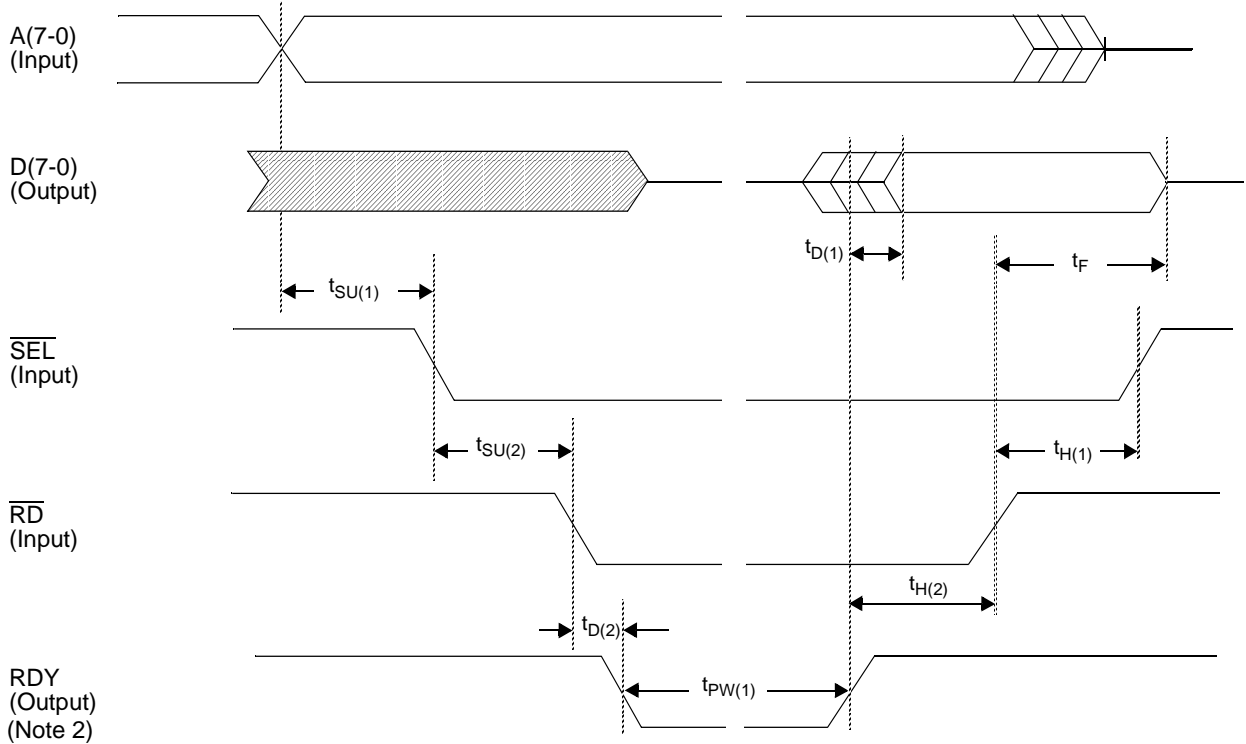 A(7-0)
(Input)
D(7-0)
(Output)
tD(1)
tF
tSU(1)
SEL
(Input)
tSU(2)
tH(1)
RD
(Input)
tH(2)
tD(2)
RDY
(Output)
(Note 2)
tPW(1)